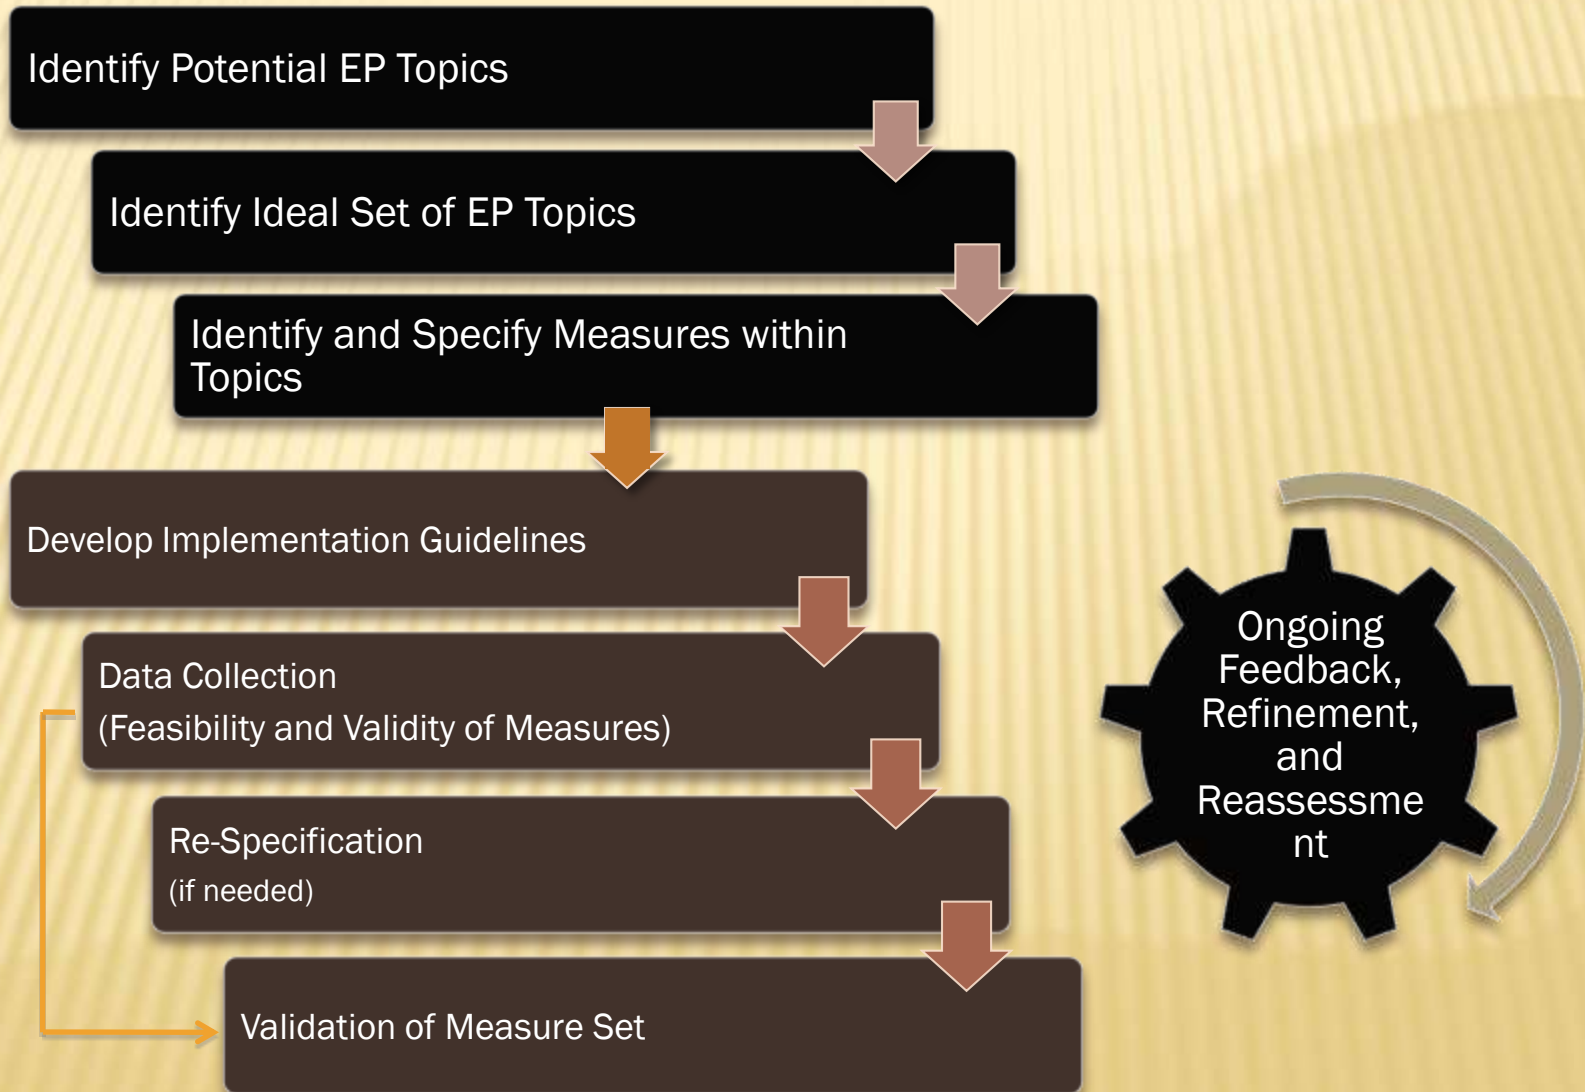 Identify Potential EP Topics
Identify Ideal Set of EP Topics
Identify and Specify Measures within
Topics
Develop Implementation Guidelines
Data Collection
(Feasibility and Validity of Measures)
Re-Specification
(if needed)
Validation of Measure Set
Ongoing
Feedback,
Refinement,
and
Reassessme
nt